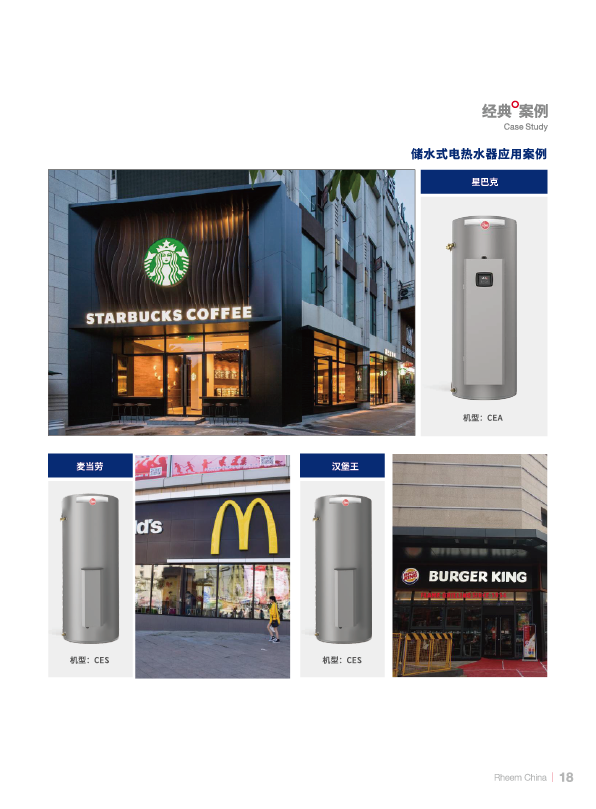 经典案例
Case Study
储水式电热水器应用案例
星巴克
STARBUCKS COFFEE
机型：CEA
麦当劳
ld's
机型：CES
汉堡王
BURGER KING
BURGER KING
机型：CES
Rheem China | 18